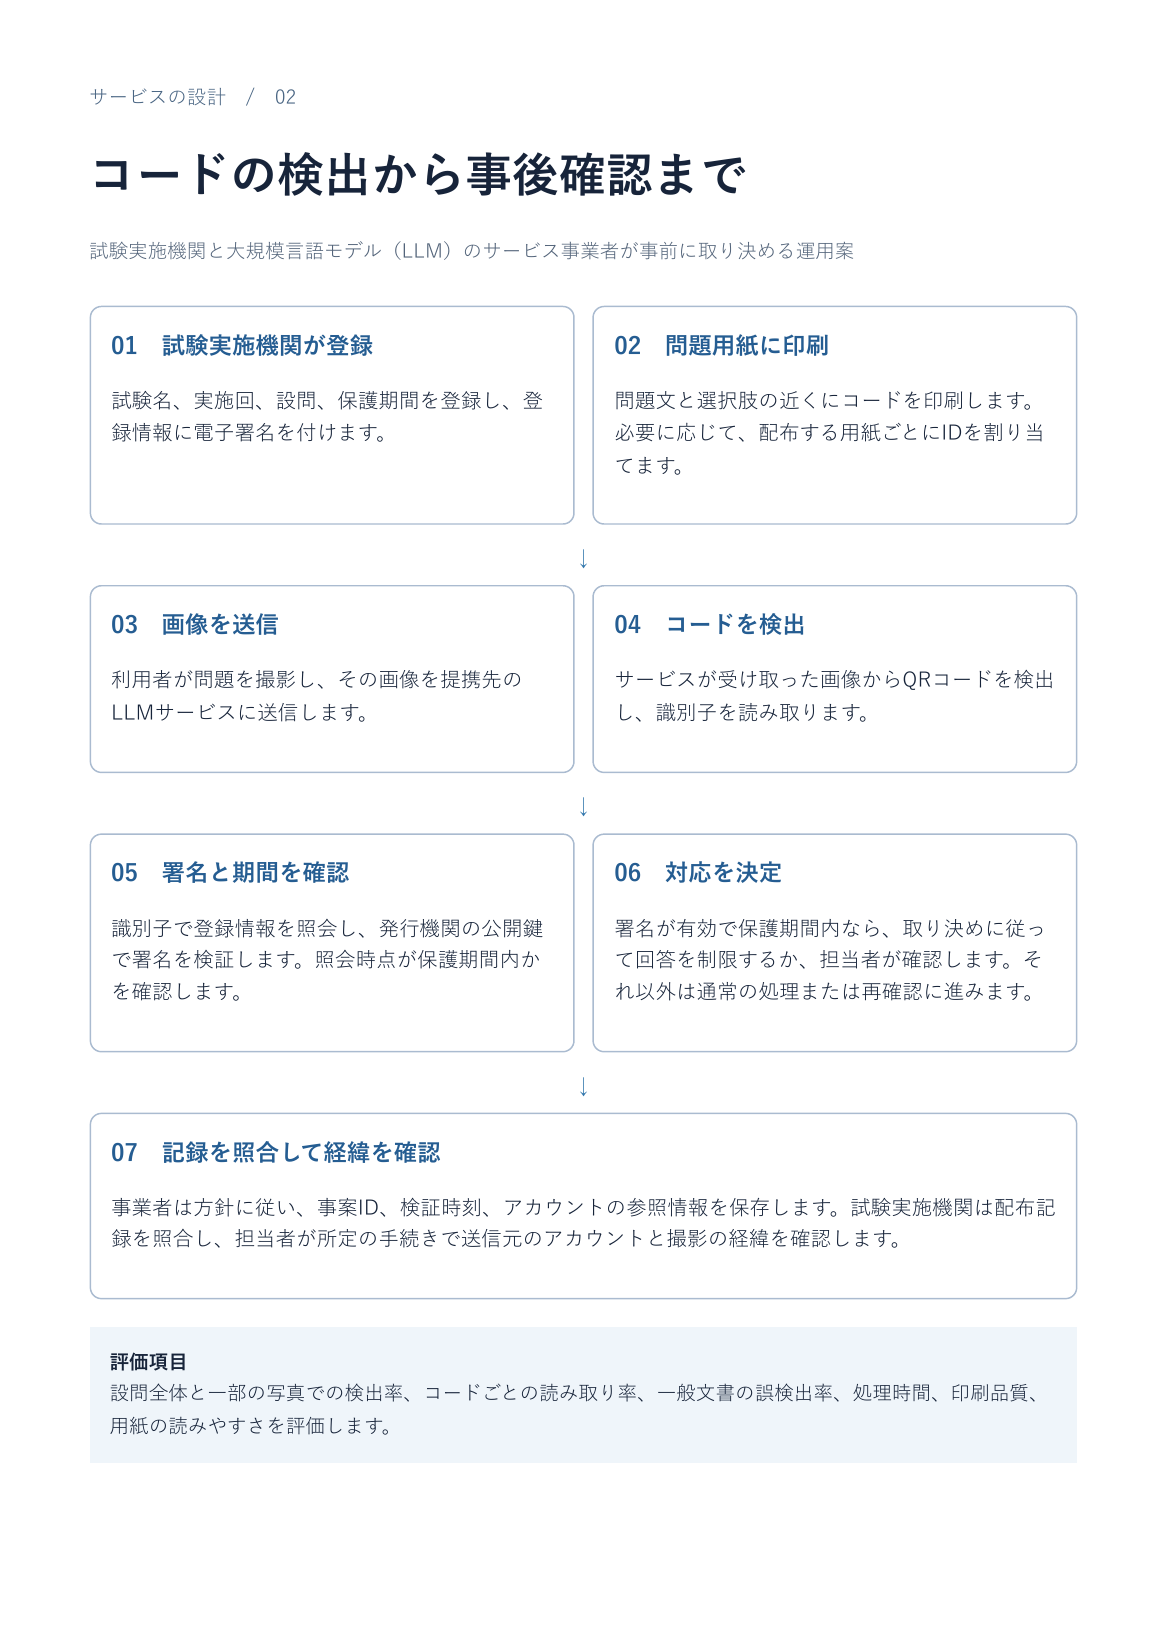 サービスの設計 / 02
コードの検出から事後確認まで
試験実施機関と大規模言語モデル（LLM）のサービス事業者が事前に取り決める運用案
01 試験実施機関が登録
試験名、実施回、設問、保護期間を登録し、登
録情報に電子署名を付けます。
02 問題用紙に印刷
問題文と選択肢の近くにコードを印刷します。
必要に応じて、配布する用紙ごとにIDを割り当
てます。
↓
03 画像を送信
利用者が問題を撮影し、その画像を提携先の
LLMサービスに送信します。
04 コードを検出
サービスが受け取った画像からQRコードを検出
し、識別子を読み取ります。
↓
05 署名と期間を確認
識別子で登録情報を照会し、発行機関の公開鍵
で署名を検証します。照会時点が保護期間内か
を確認します。
06 対応を決定
署名が有効で保護期間内なら、取り決めに従っ
て回答を制限するか、担当者が確認します。そ
れ以外は通常の処理または再確認に進みます。
↓
07 記録を照合して経緯を確認
事業者は方針に従い、事案ID、検証時刻、アカウントの参照情報を保存します。試験実施機関は配布記
録を照合し、担当者が所定の手続きで送信元のアカウントと撮影の経緯を確認します。
評価項目
設問全体と一部の写真での検出率、コードごとの読み取り率、一般文書の誤検出率、処理時間、印刷品質、
用紙の読みやすさを評価します。